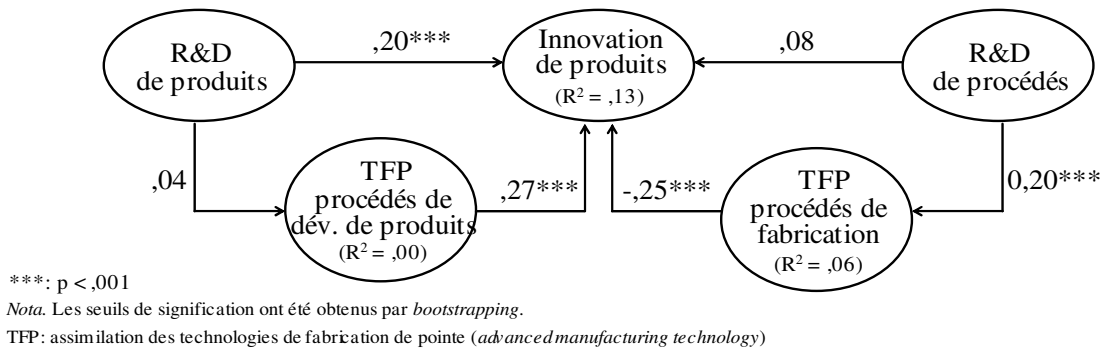 R&D
de produits
,20***
Innovation
de produits
(R² = ,13)
,08
R&D
de procédés
,04
TFP
procédés de
dév. de produits
(R² = ,00)
,27***
-,25***
TFP
procédés de
fabrication
(R² = ,06)
0,20***
***: p < ,001
Nota. Les seuils de signification ont été obtenus par bootstrapping.
TFP: assimilation des technologies de fabrication de pointe (advanced manufacturing technology)